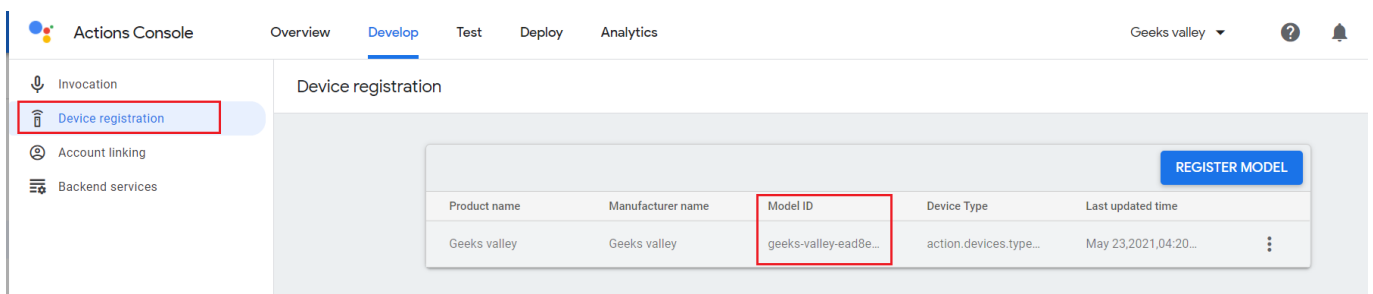 Actions Console Overview Develop Test Deploy Analytics Geeks valley
Invocation
Device registration
Account linking
Backend services
Device registration
REGISTER MODEL
Product name Manufacturer name Model ID Device Type Last updated time
Geeks valley Geeks valley geeks-valley-ead8e... action.devices.type... May 23,2021,04:20...